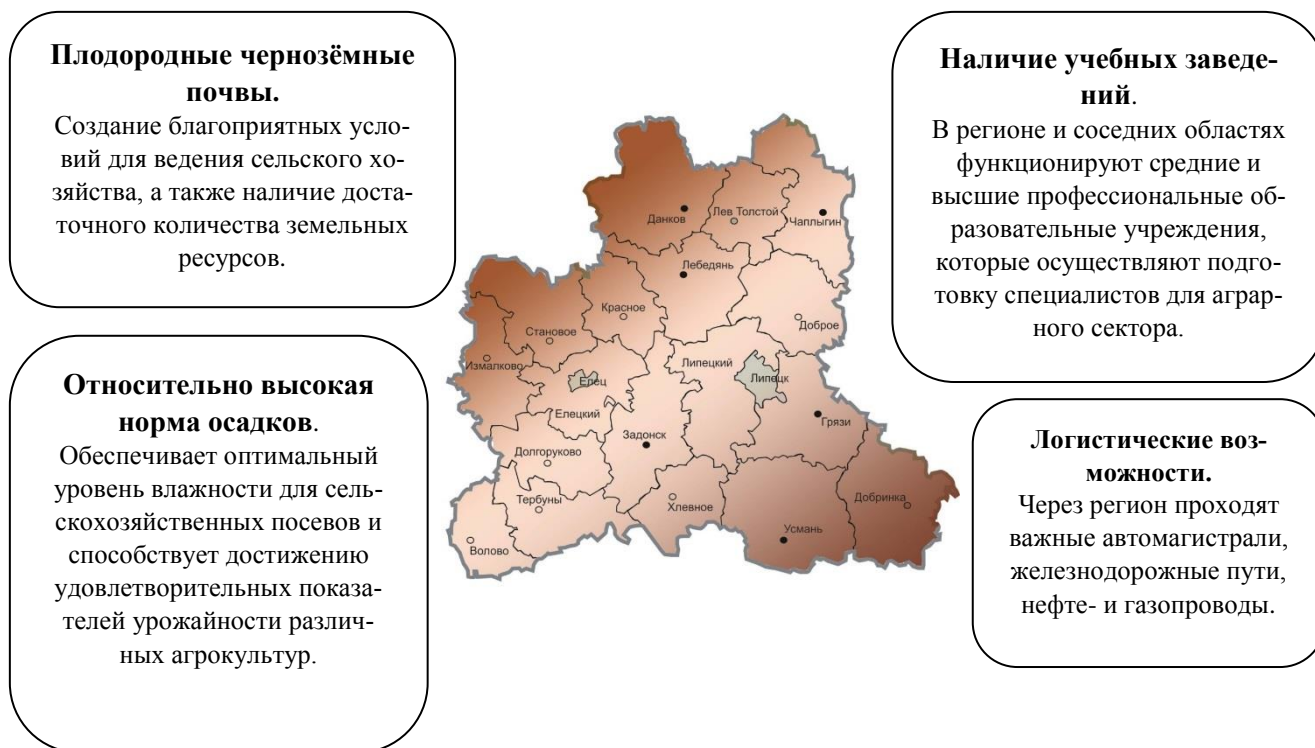 Плодородные чернозёмные
почвы.
Создание благоприятных усло-
вий для ведения сельского хо-
зяйства, а также наличие доста-
точного количества земельных
ресурсов.
Относительно высокая
норма осадков.
Обеспечивает оптимальный
уровень влажности для сель-
скохозяйственных посевов и
способствует достижению
удовлетворительных показа-
телей урожайности различ-
ных агрокультур.
Данков
Лев Толстой
Чаплыгин
Лебедянь
Красное
Доброе
Становое
Измалково
Елец
Липецкий
Липецк
Елецкий
Грязи
Задонск
Долгоруково
Тербуны
Хлевное
Добринка
Усмань
Волово
Наличие учебных заведе-
ний.
В регионе и соседних областях
функционируют средние и
высшие профессиональные об-
разовательные учреждения,
которые осуществляют подго-
товку специалистов для аграр-
ного сектора.
Логистические воз-
можности.
Через регион проходят
важные автомагистрали,
железнодорожные пути,
нефте- и газопроводы.